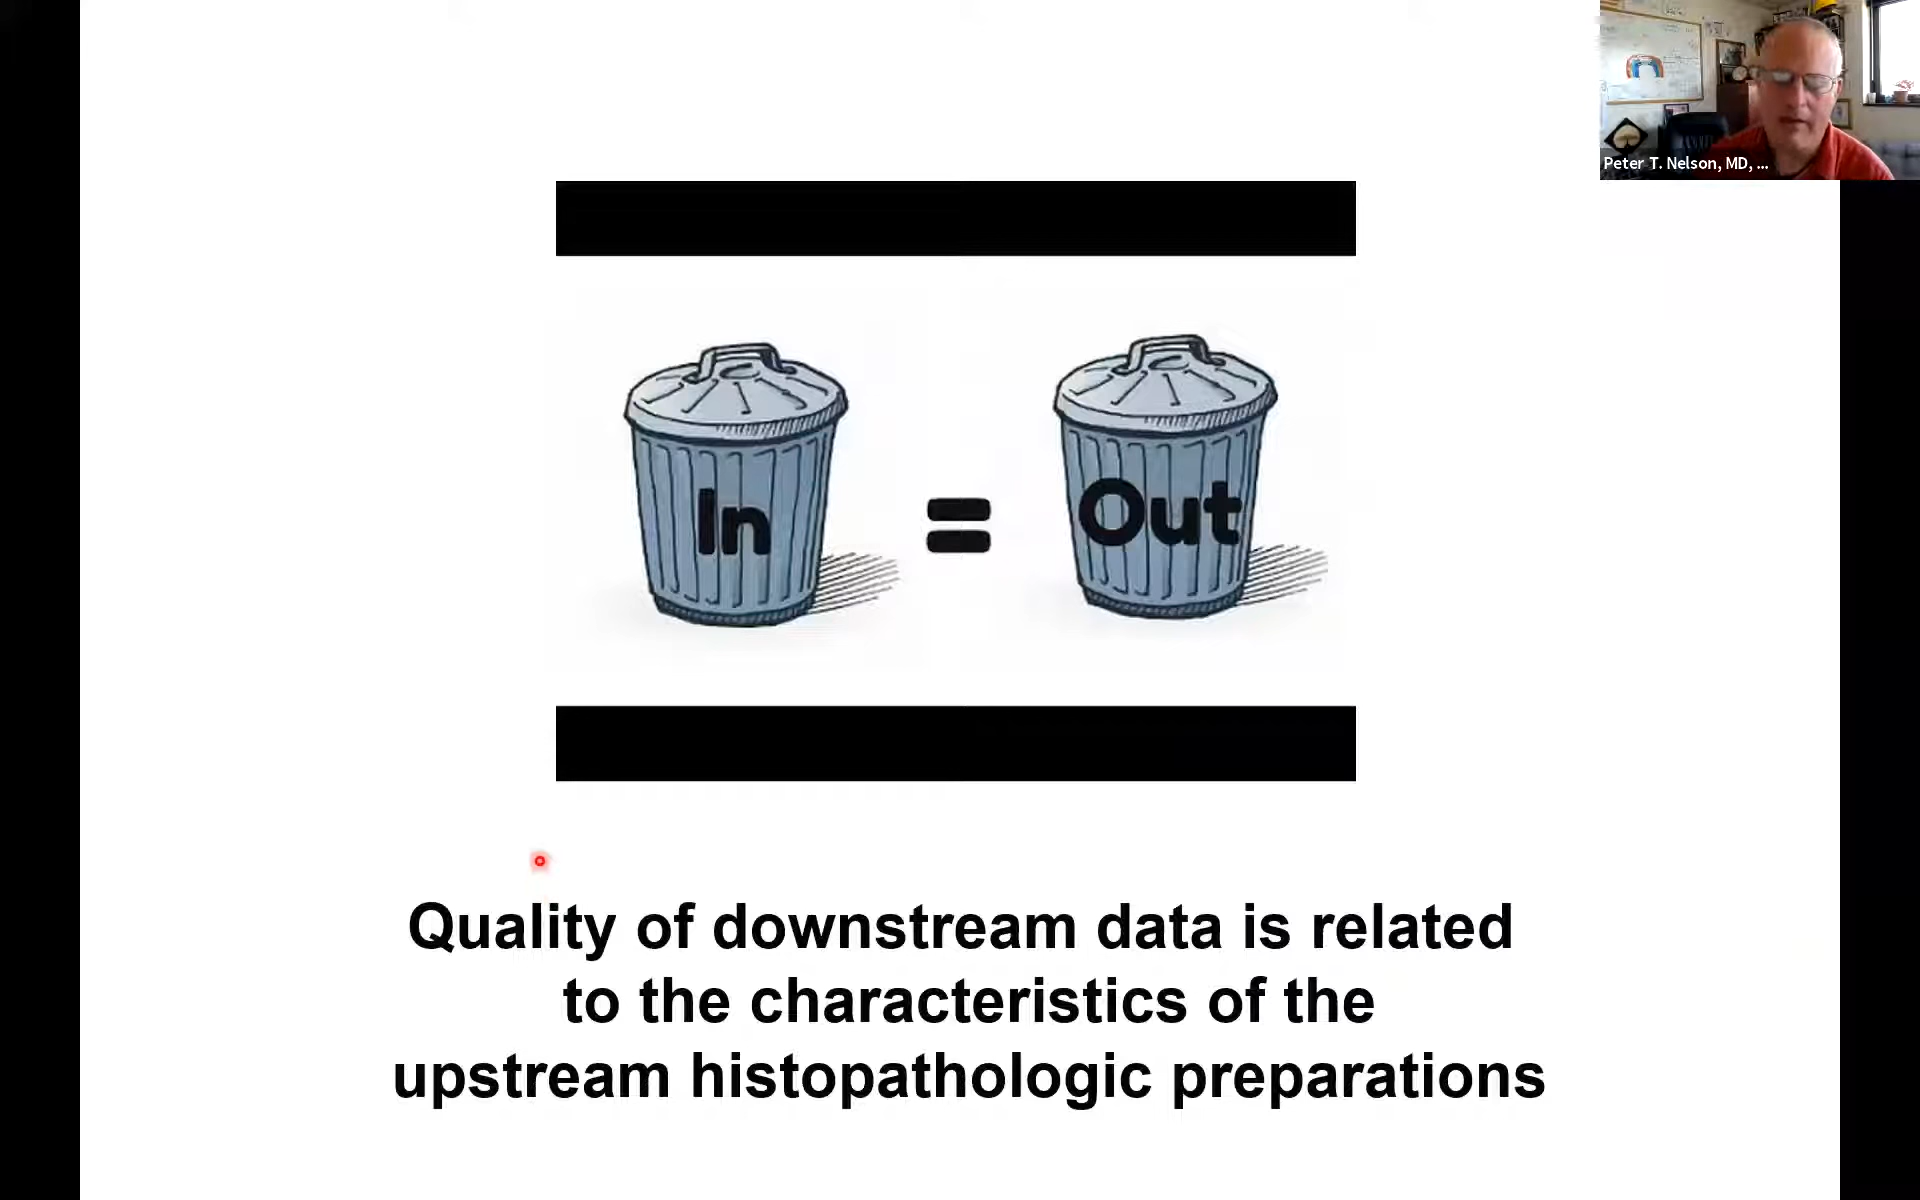 Peter T. Nelson, MD, ...
In = Out
Quality of downstream data is related
to the characteristics of the
upstream histopathologic preparations